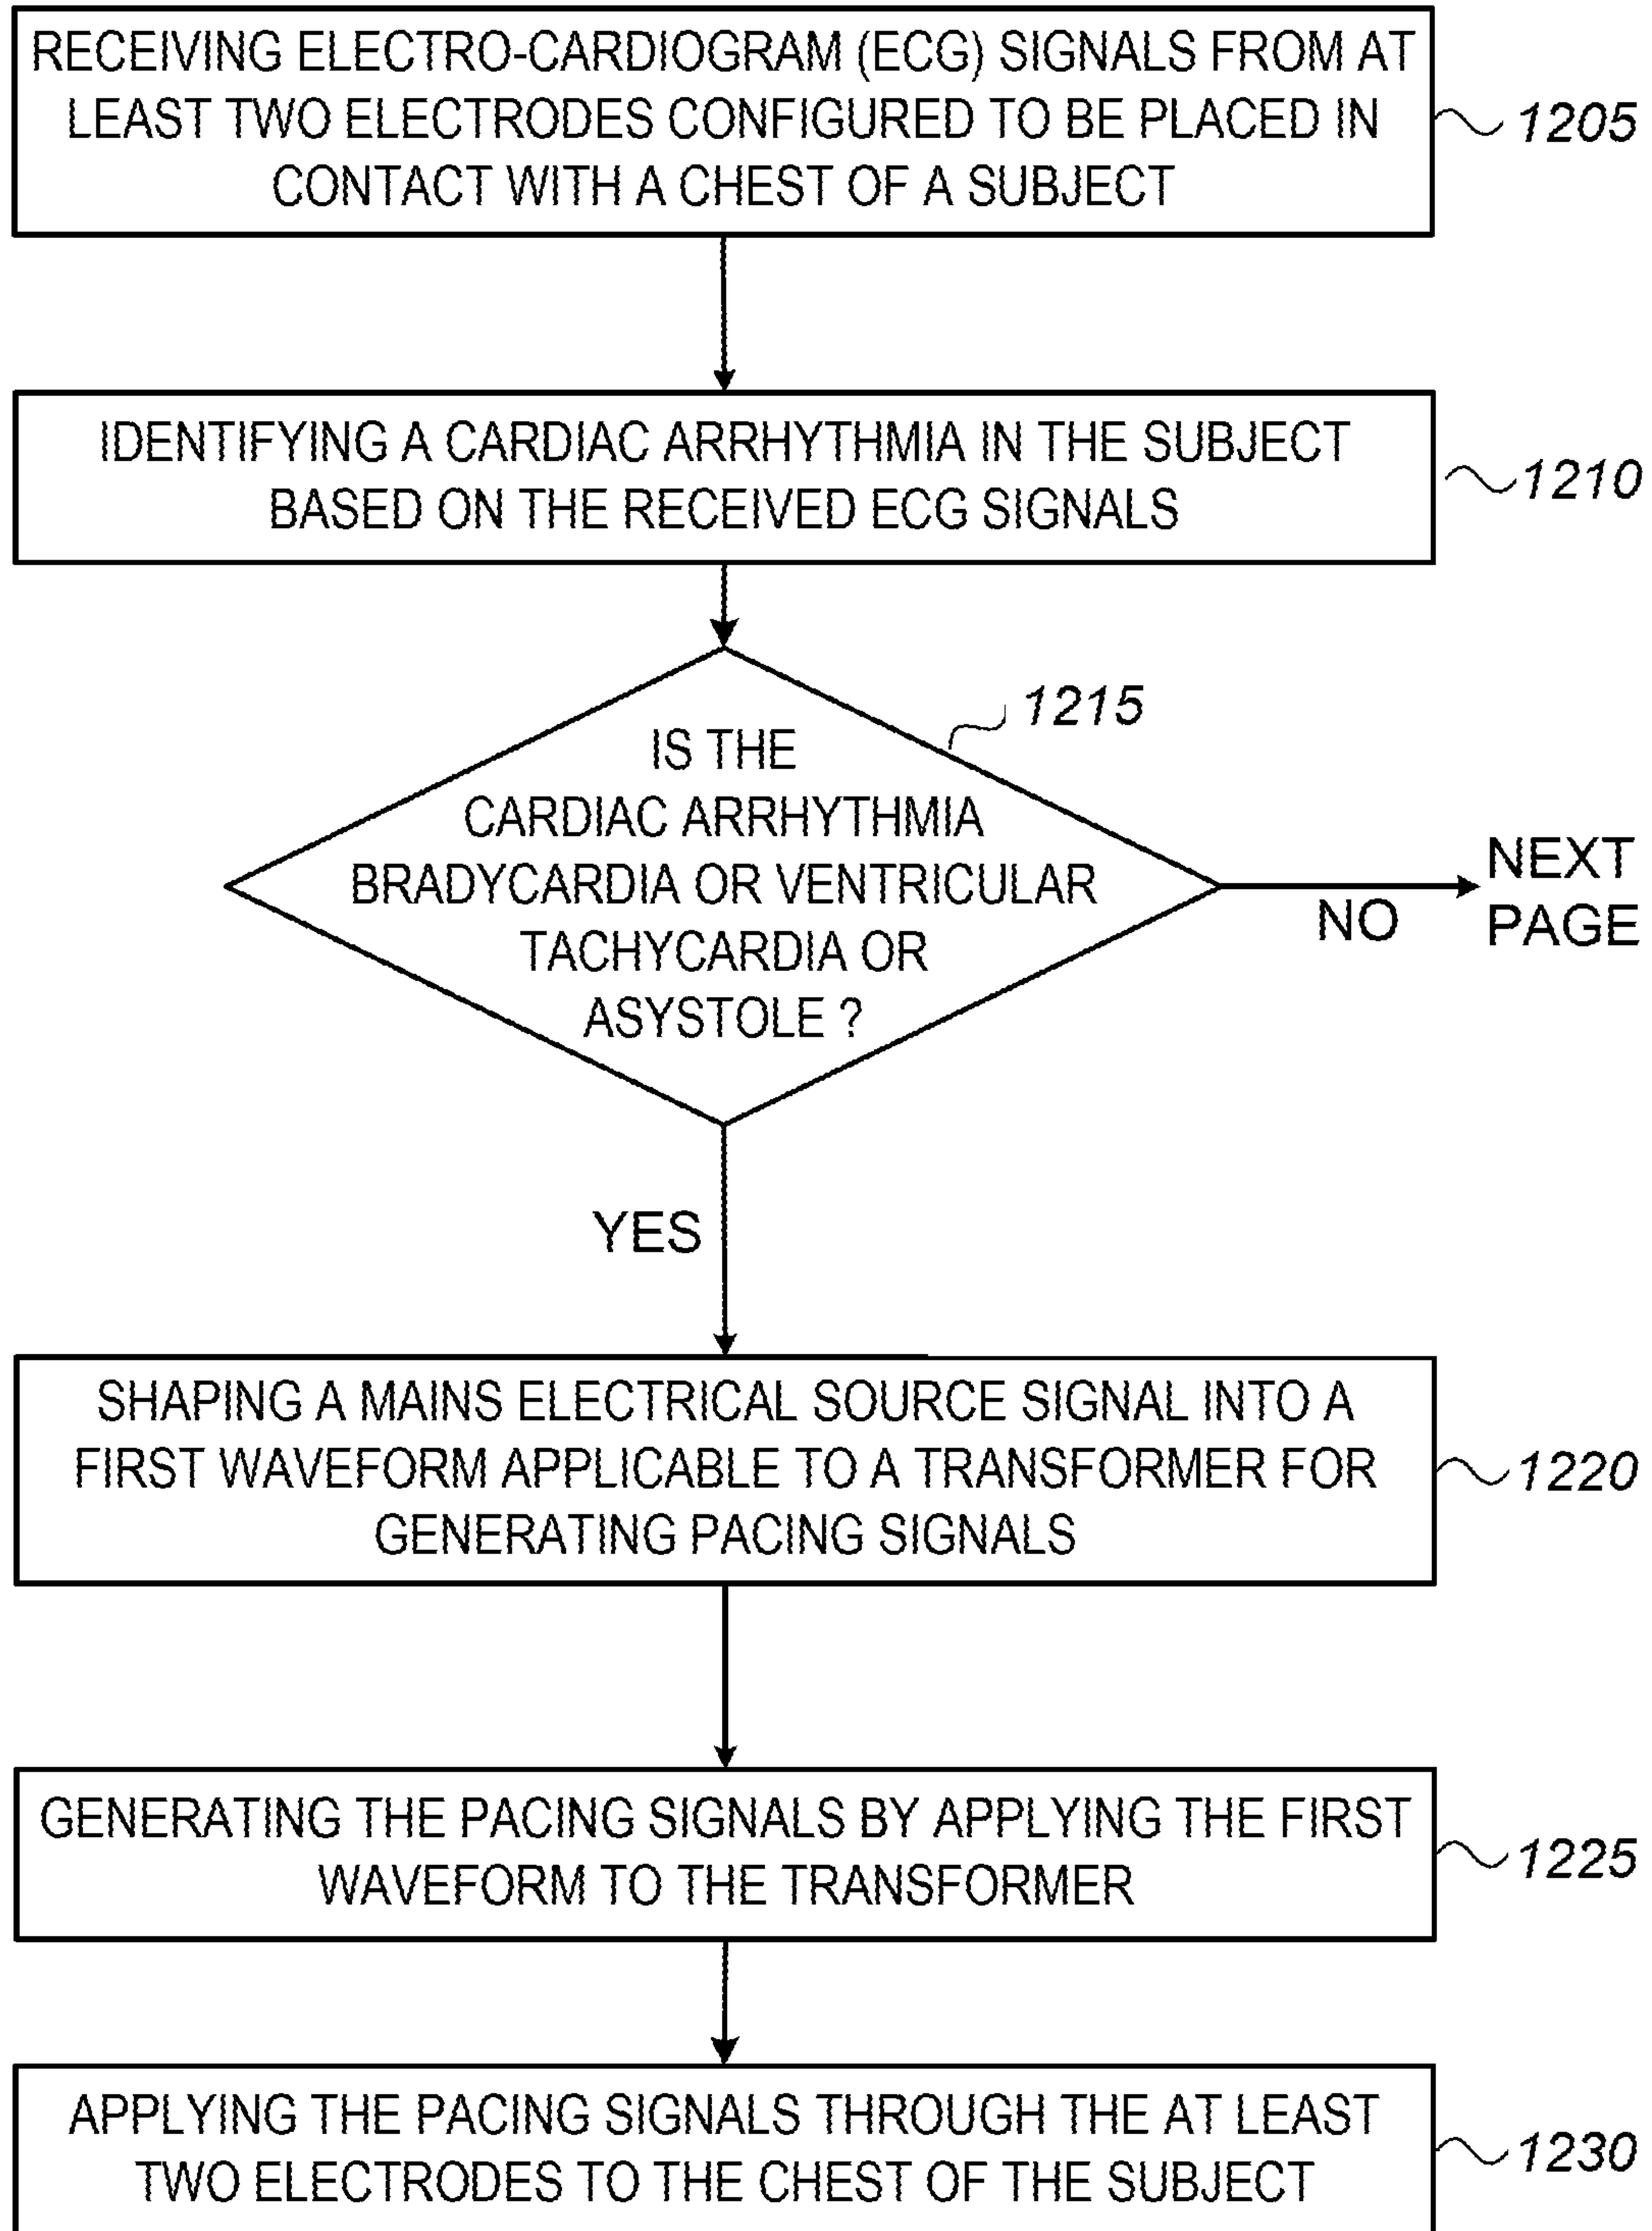 RECEIVING ELECTRO-CARDIOGRAM (ECG) SIGNALS FROM AT
LEAST TWO ELECTRODES CONFIGURED TO BE PLACED IN
CONTACT WITH A CHEST OF A SUBJECT
1205
IDENTIFYING A CARDIAC ARRHYTHMIA IN THE SUBJECT
BASED ON THE RECEIVED ECG SIGNALS
1210
1215
IS THE
CARDIAC ARRHYTHMIA
BRADYCARDIA OR VENTRICULAR
TACHYCARDIA OR
ASYSTOLE ?
NO
NEXT
PAGE
YES
SHAPING A MAINS ELECTRICAL SOURCE SIGNAL INTO A
FIRST WAVEFORM APPLICABLE TO A TRANSFORMER FOR
GENERATING PACING SIGNALS
1220
GENERATING THE PACING SIGNALS BY APPLYING THE FIRST
WAVEFORM TO THE TRANSFORMER
1225
APPLYING THE PACING SIGNALS THROUGH THE AT LEAST
TWO ELECTRODES TO THE CHEST OF THE SUBJECT
1230